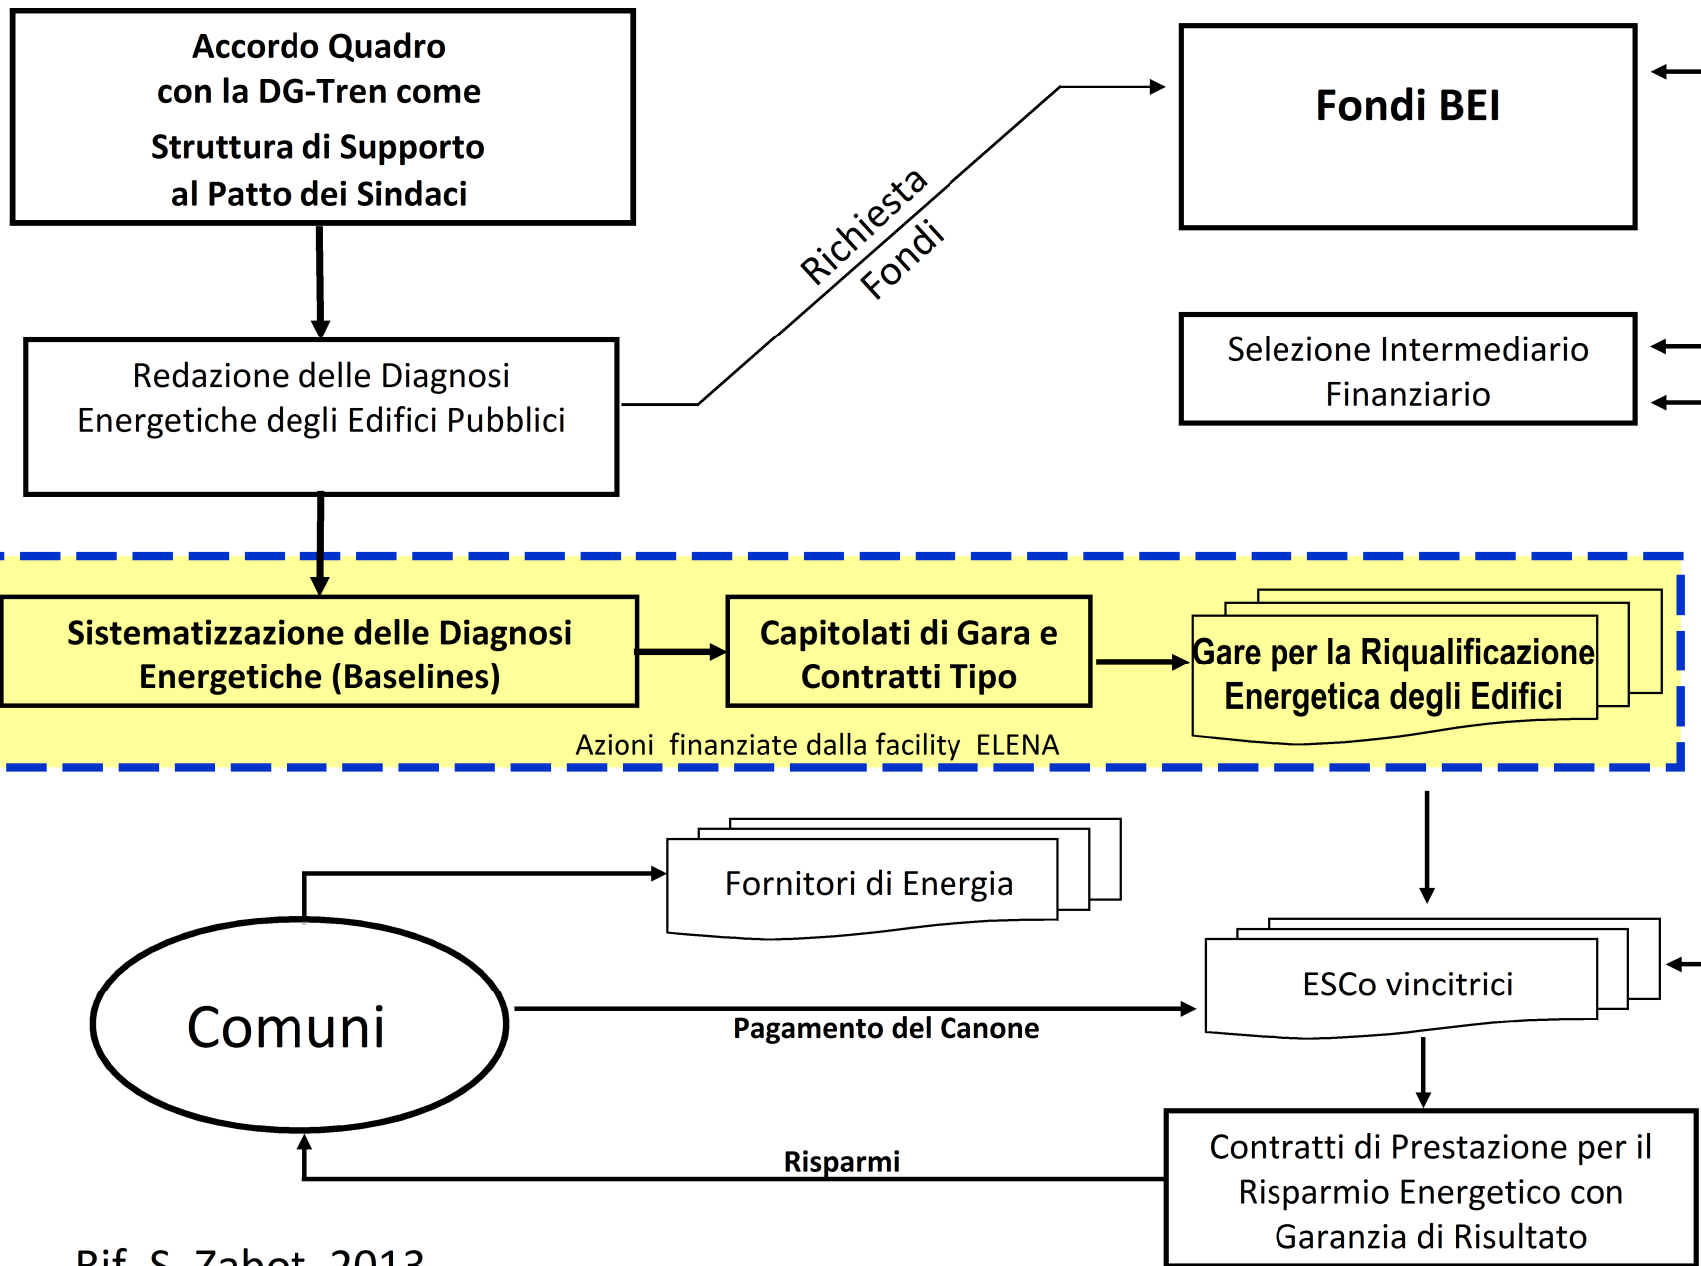 Accordo Quadro
con la DG-Tren come
Struttura di Supporto
al Patto dei Sindaci
Fondi BEI
Richiesta
Fondi
Redazione delle Diagnosi
Energetiche degli Edifici Pubblici
Selezione Intermediario
Finanziario
Sistematizzazione delle Diagnosi
Energetiche (Baselines)
Capitolati di Gara e
Contratti Tipo
Gare per la Riqualificazione
Energetica degli Edifici
Azioni finanziate dalla facility ELENA
Fornitori di Energia
Comuni
ESCo vincitrici
Pagamento del Canone
Risparmi
Contratti di Prestazione per il
Risparmio Energetico con
Garanzia di Risultato
Rif. S. Zabot, 2013